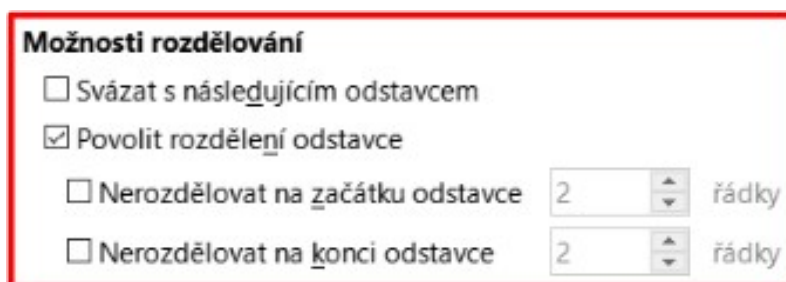 Možnosti rozdělování
Svázat s následujícím odstavcem
Povolit rozdělení odstavce
Nerozdělovat na začátku odstavce 2 řádky
Nerozdělovat na konci odstavce 2 řádky